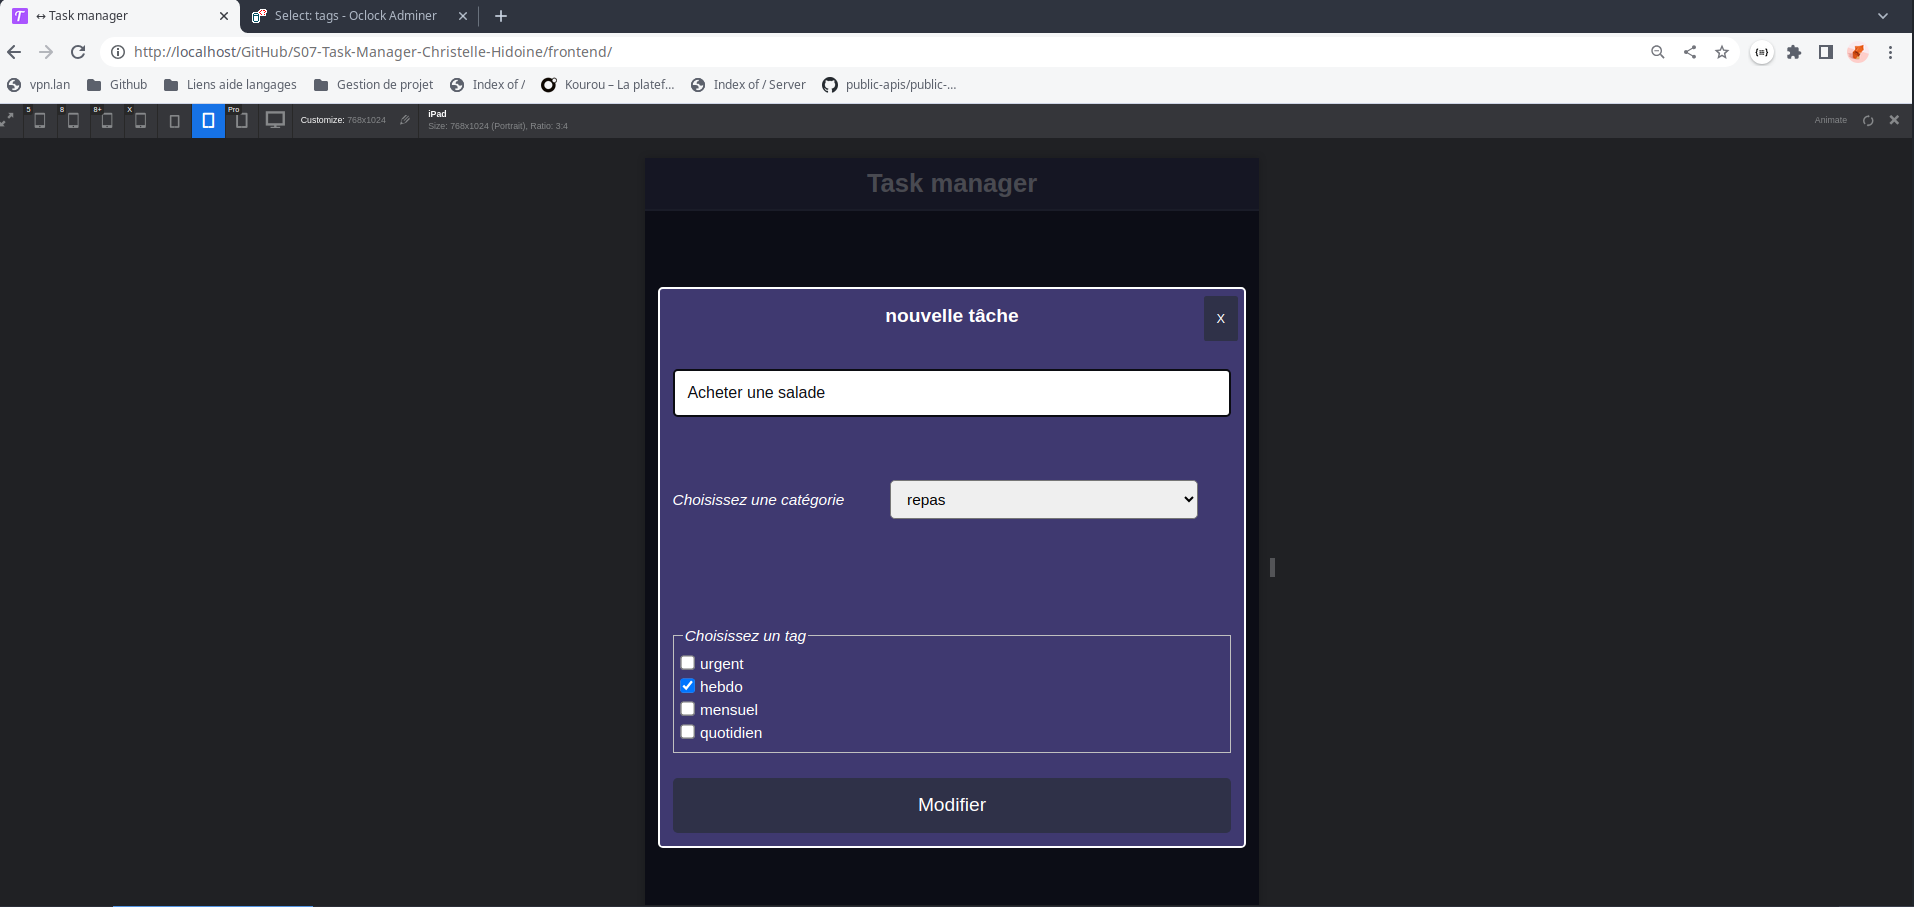 ↔ Task manager
Select: tags - Oclock Adminer
http://localhost/GitHub/S07-Task-Manager-Christelle-Hidoine/frontend/
vpn.lan
Github
Liens aide langages
Gestion de projet
Index of /
Kourou – La platef...
Index of / Server
public-apis/public-...
5
8
8+
X
Pro
Customize: 768x1024
iPad
Size: 768x1024 (Portrait), Ratio: 3:4
Animate
Task manager
nouvelle tâche
X
Acheter une salade
Choisissez une catégorie
repas
Choisissez un tag
urgent
hebdo
mensuel
quotidien
Modifier